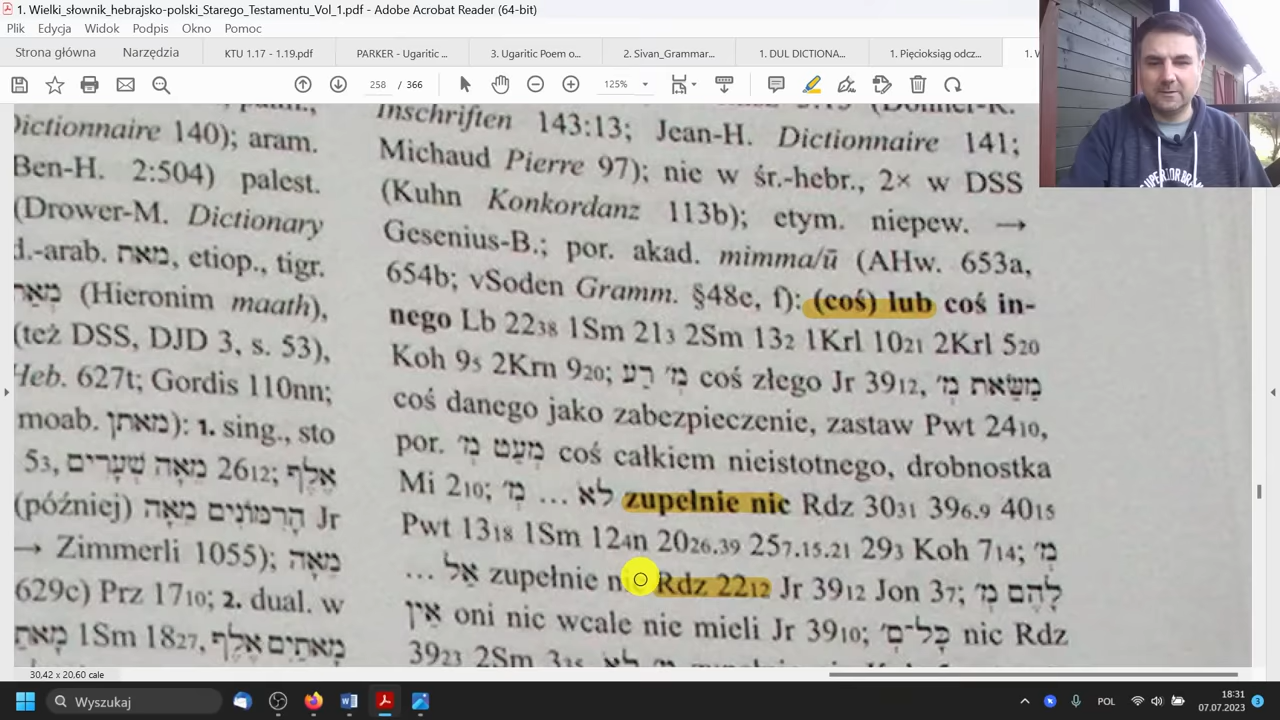 1. Wielki_słownik_hebrajsko-polski_Starego_Testamentu_Vol_1.pdf - Adobe Acrobat Reader (64-bit)
Plik Edycja Widok Podpis Okno Pomoc
Strona główna Narzędzia KTU 1.17 - 1.19.pdf PARKER - Ugaritic ... 3. Ugaritic Poem o... 2. Sivan_Grammar... 1. DUL DICTIONA... 1. Pięcioksiąg odcz...
258 / 366 125%
Dictionnaire 140); aram.
Ben-H. 2:504) palest.
(Drower-M. Dictionary
d.-arab. מאת, etiop., tigr.
(Hieronim maath),
(też DSS, DJD 3, s. 53),
Heb. 627t; Gordis 110nn;
moab. מאתן): 1. sing., sto
53, מֵאָה שְׁעָרִים 2612; אֶלֶף
(później) הָרִמּוֹנִים מֵאָה Jr
→ Zimmerli 1055); מֵאָה
629c) Prz 1710; 2. dual. w
1Sm 1827, מָאתַיִם אֶלֶף
Inschriften 143:13; Jean-H. Dictionnaire 141;
Michaud Pierre 97); nie w śr.-hebr., 2× w DSS
(Kuhn Konkordanz 113b); etym. niepew. →
Gesenius-B.; por. akad. mimma/ū (AHw. 653a,
654b; vSoden Gramm. §48e, f): (coś) lub coś in-
nego Lb 2238 1Sm 213 2Sm 132 1Krl 1021 2Krl 520
Koh 95 2Krn 920; מְ׳ רַע coś złego Jr 3912, מַשַּׁאת מְ׳
coś danego jako zabezpieczenie, zastaw Pwt 2410,
por. מְעַט מְ׳ coś całkiem nieistotnego, drobnostka
Mi 210; לֹא ... מְ׳ zupełnie nic Rdz 3031 396.9 4015
Pwt 1318 1Sm 124n 2026.39 257.15.21 293 Koh 714; מְ׳
... אַל zupełnie Rdz 2212 Jr 3912 Jon 37; לָהֶם מְ׳
אֵין oni nic wcale nie mieli Jr 3910; כָּל־מְ׳ nic Rdz
3923 2Sm 335
30,42 x 20,60 cale
Wyszukaj
POL
18:31
07.07.2023
3